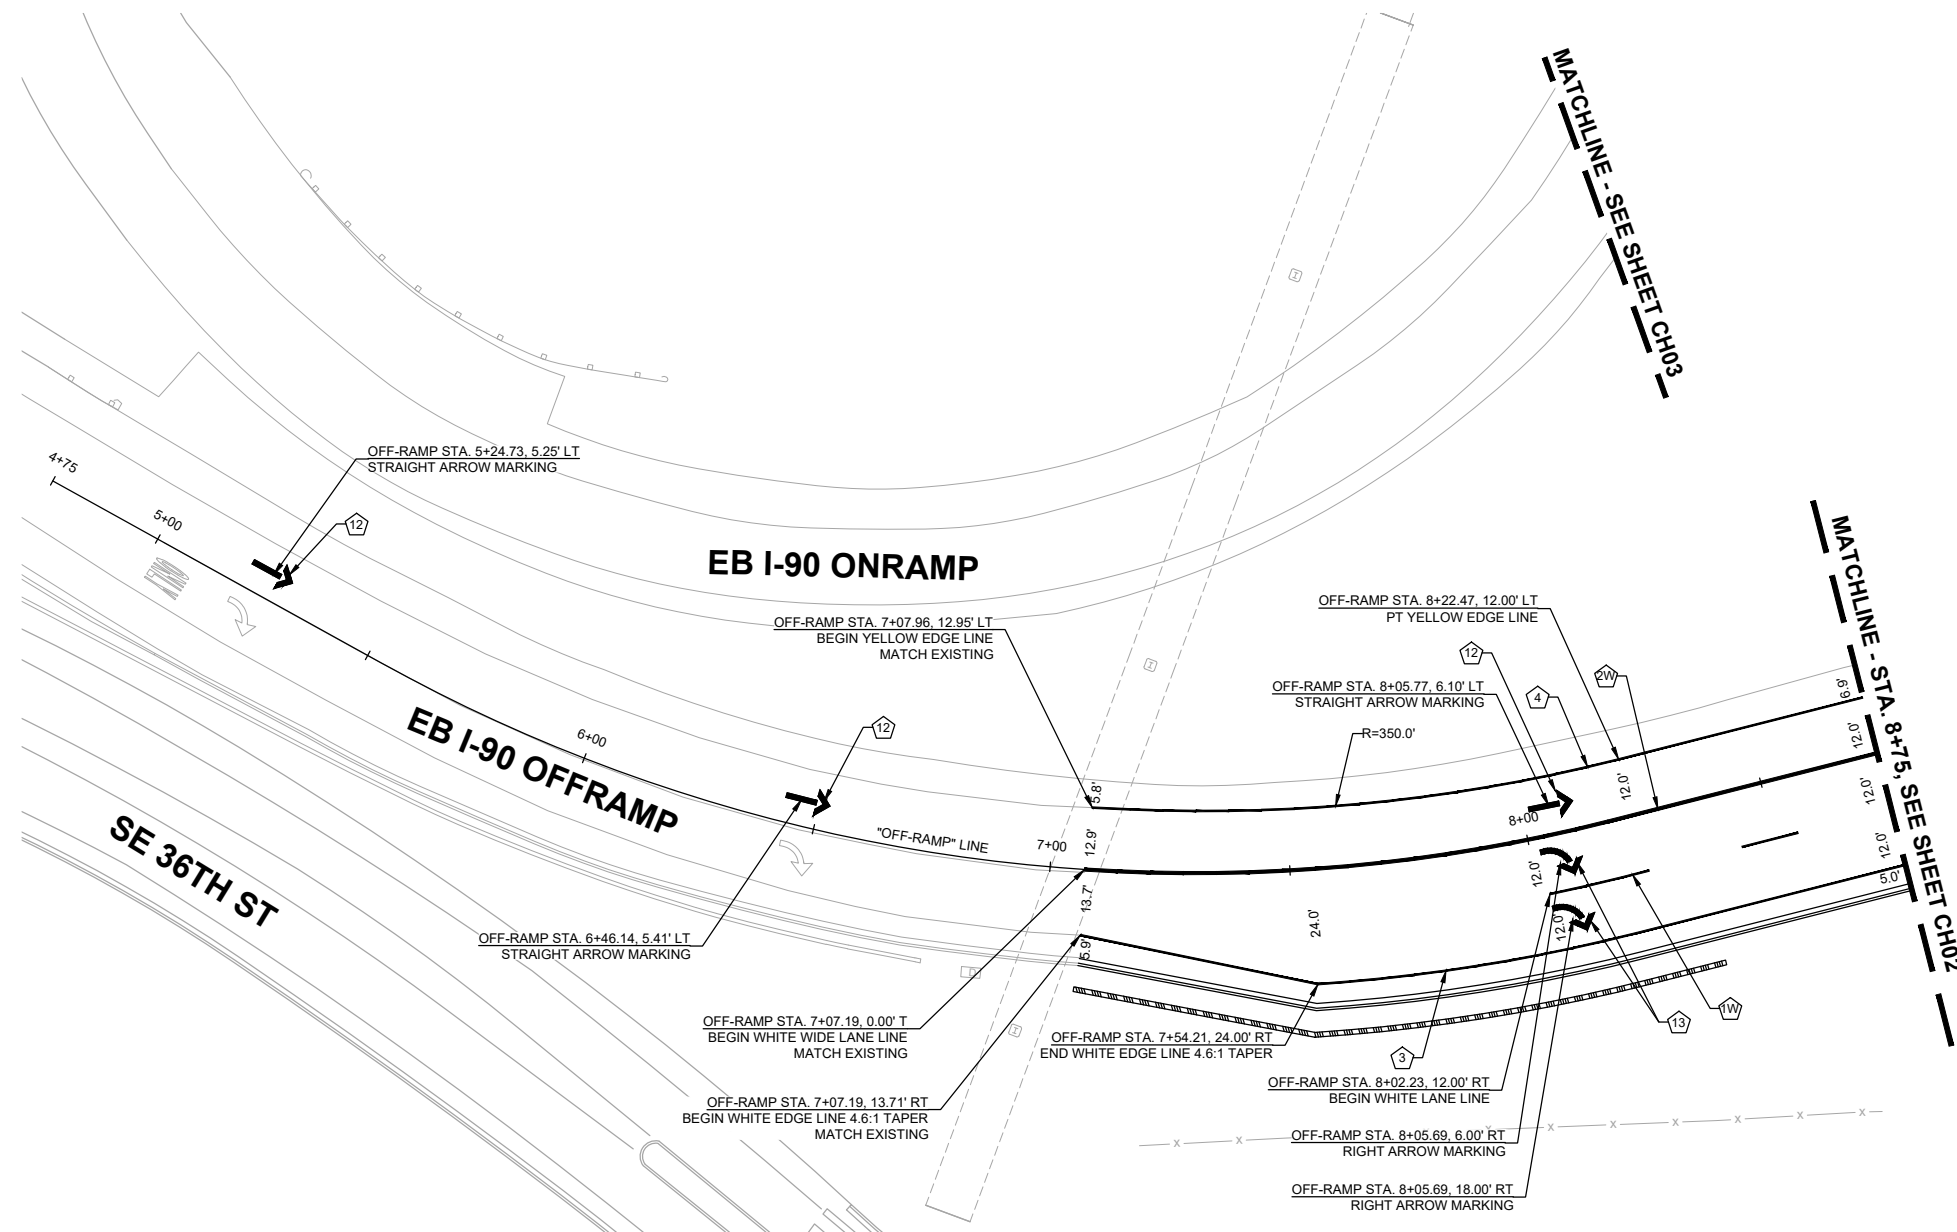 MATCHLINE - SEE SHEET CH03
OFF-RAMP STA. 5+24.73, 5.25' LT
STRAIGHT ARROW MARKING
4+75
5+00
12
EB I-90 ONRAMP
OFF-RAMP STA. 7+07.96, 12.95' LT
BEGIN YELLOW EDGE LINE
MATCH EXISTING
OFF-RAMP STA. 8+22.47, 12.00' LT
PT YELLOW EDGE LINE
12
2W
4
OFF-RAMP STA. 8+05.77, 6.10' LT
STRAIGHT ARROW MARKING
R=350.0'
MATCHLINE - STA. 8+75, SEE SHEET CH02
6.9'
12.0'
12.0'
12.0'
5.0'
EB I-90 OFFRAMP
6+00
12
5.8'
12.0'
8+00
"OFF-RAMP" LINE
7+00
12.9'
13.7'
5.9'
24.0'
12.0'
12.0'
SE 36TH ST
OFF-RAMP STA. 6+46.14, 5.41' LT
STRAIGHT ARROW MARKING
OFF-RAMP STA. 7+07.19, 0.00' T
BEGIN WHITE WIDE LANE LINE
MATCH EXISTING
OFF-RAMP STA. 7+54.21, 24.00' RT
END WHITE EDGE LINE 4.6:1 TAPER
3
13
1W
OFF-RAMP STA. 8+02.23, 12.00' RT
BEGIN WHITE LANE LINE
OFF-RAMP STA. 7+07.19, 13.71' RT
BEGIN WHITE EDGE LINE 4.6:1 TAPER
MATCH EXISTING
OFF-RAMP STA. 8+05.69, 6.00' RT
RIGHT ARROW MARKING
OFF-RAMP STA. 8+05.69, 18.00' RT
RIGHT ARROW MARKING